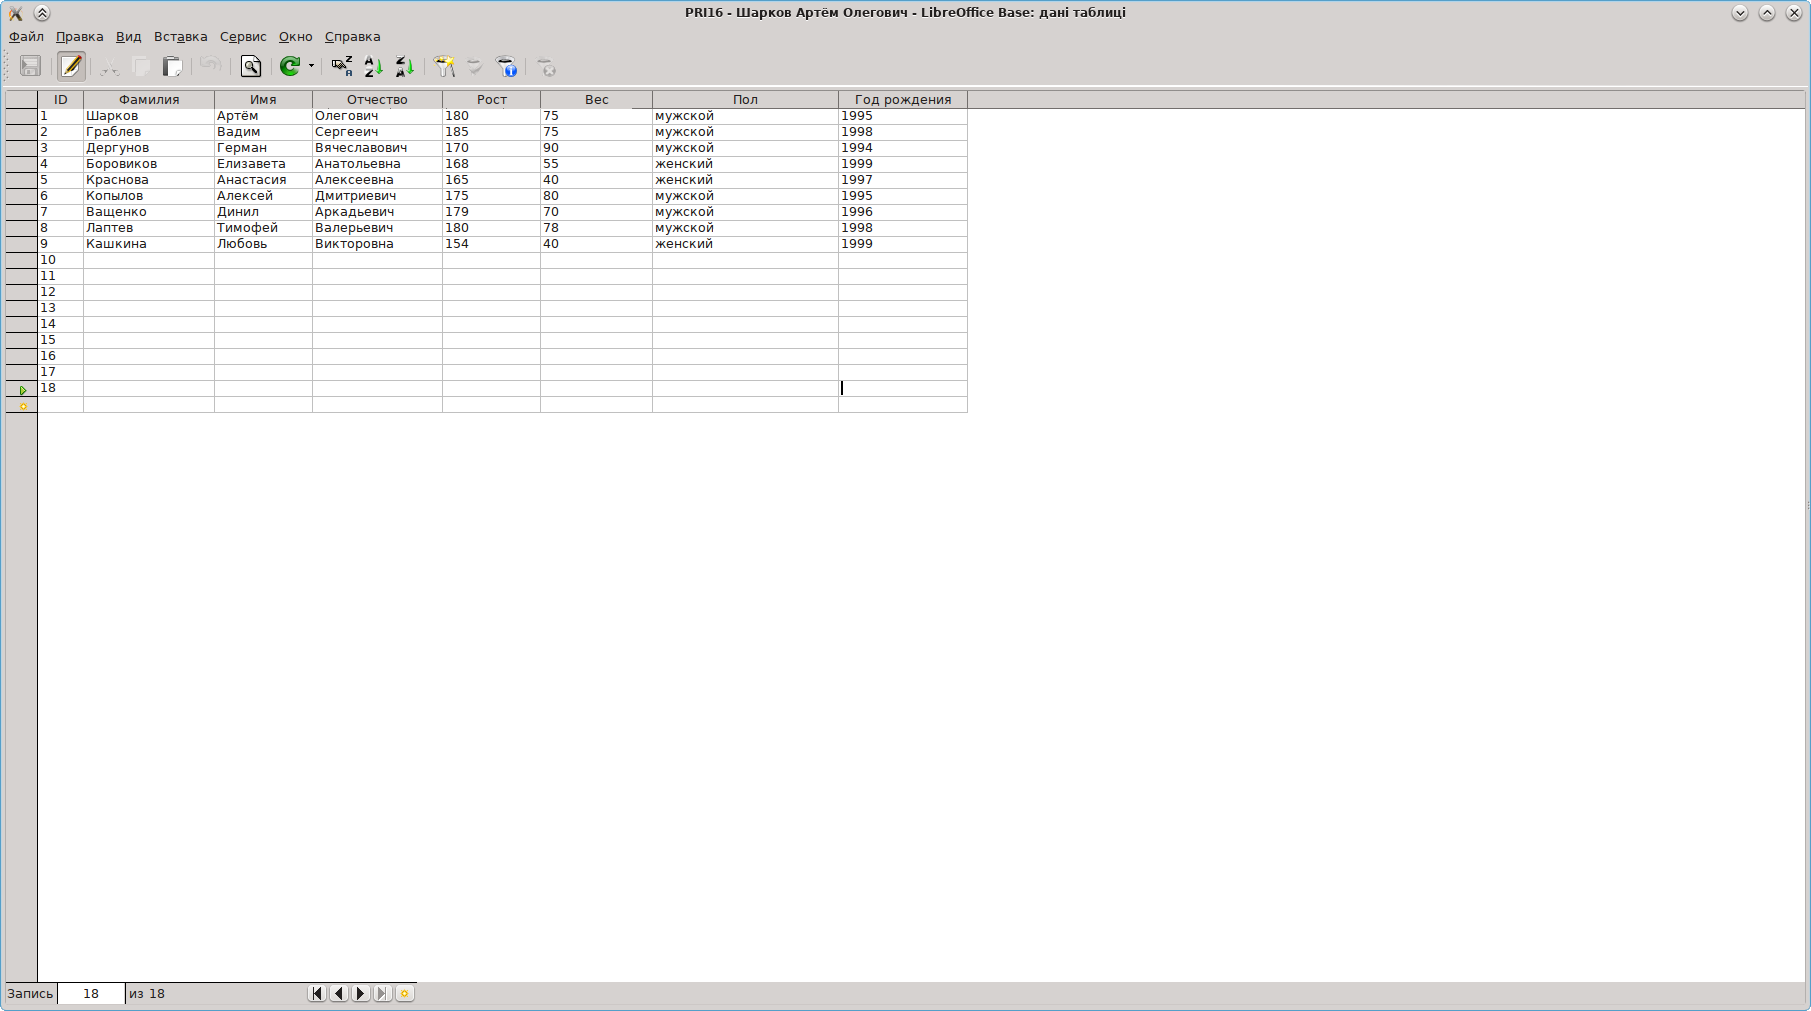 PRI16 - Шарков Артём Олегович - LibreOffice Base: дані таблиці
Файл Правка Вид Вставка Сервис Окно Справка
ID Фамилия Имя Отчество Рост Вес Пол Год рождения
1 Шарков Артём Олегович 180 75 мужской 1995
2 Граблев Вадим Сергееич 185 75 мужской 1998
3 Дергунов Герман Вячеславович 170 90 мужской 1994
4 Боровиков Елизавета Анатольевна 168 55 женский 1999
5 Краснова Анастасия Алексеевна 165 40 женский 1997
6 Копылов Алексей Дмитриевич 175 80 мужской 1995
7 Ващенко Динил Аркадьевич 179 70 мужской 1996
8 Лаптев Тимофей Валерьевич 180 78 мужской 1998
9 Кашкина Любовь Викторовна 154 40 женский 1999
10
11
12
13
14
15
16
17
18
Запись 18 из 18